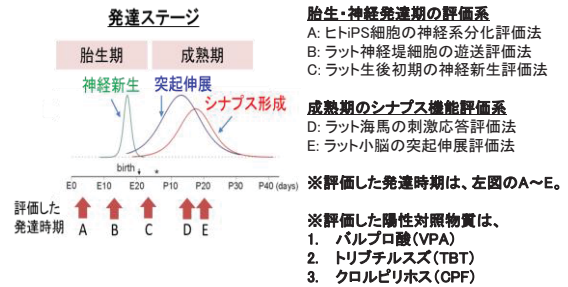 発達ステージ
胎生期
成熟期
神経新生
突起伸展
シナプス形成
birth
*
E0 E10 E20 P10 P20 P30 P40 (days)
評価した
発達時期
A B C D E
胎生・神経発達期の評価系
A: ヒトiPS細胞の神経系分化評価法
B: ラット神経堤細胞の遊送評価法
C: ラット生後初期の神経新生評価法
成熟期のシナプス機能評価系
D: ラット海馬の刺激応答評価法
E: ラット小脳の突起伸展評価法
※評価した発達時期は、左図のA～E。
※評価した陽性対照物質は、
1. バルプロ酸(VPA)
2. トリブチルスズ(TBT)
3. クロルピリホス(CPF)